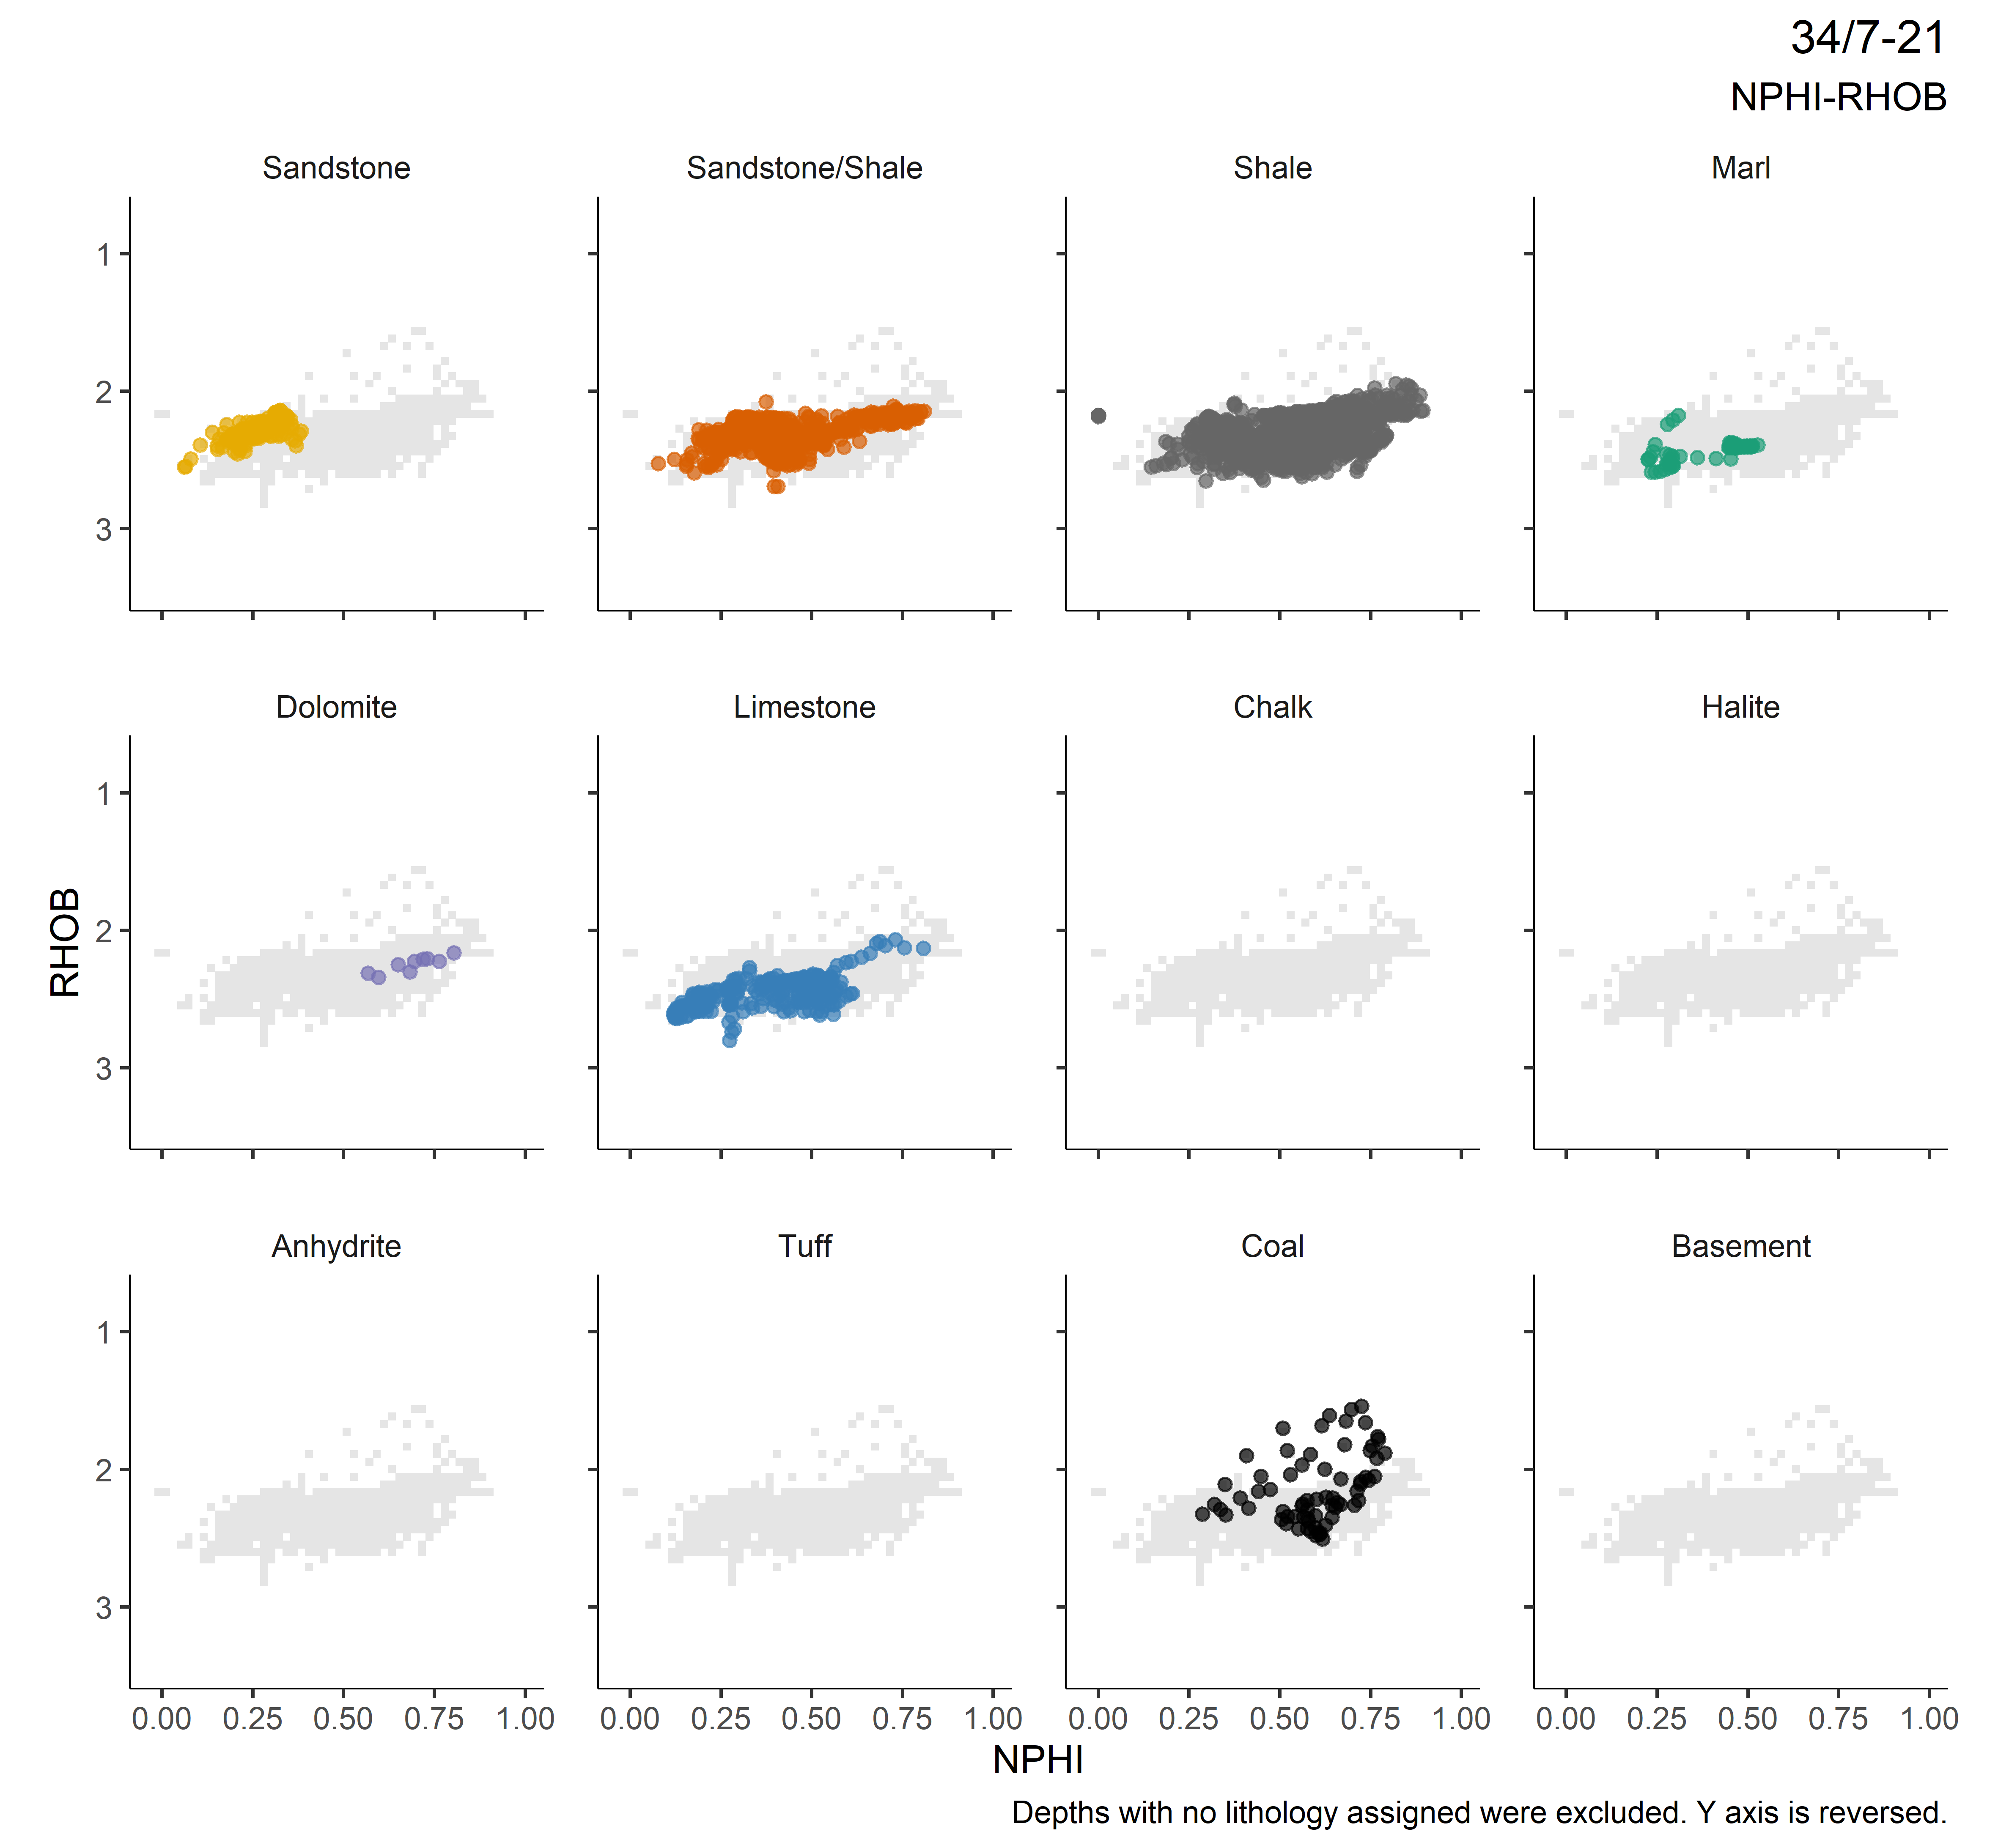 34/7-21
NPHI-RHOB
Sandstone
Sandstone/Shale
Shale
Marl
1
2
3
Dolomite
Limestone
Chalk
Halite
RHOB
1
2
3
Anhydrite
Tuff
Coal
Basement
1
2
3
0.00 0.25 0.50 0.75 1.00
0.00 0.25 0.50 0.75 1.00
0.00 0.25 0.50 0.75 1.00
0.00 0.25 0.50 0.75 1.00
NPHI
Depths with no lithology assigned were excluded. Y axis is reversed.